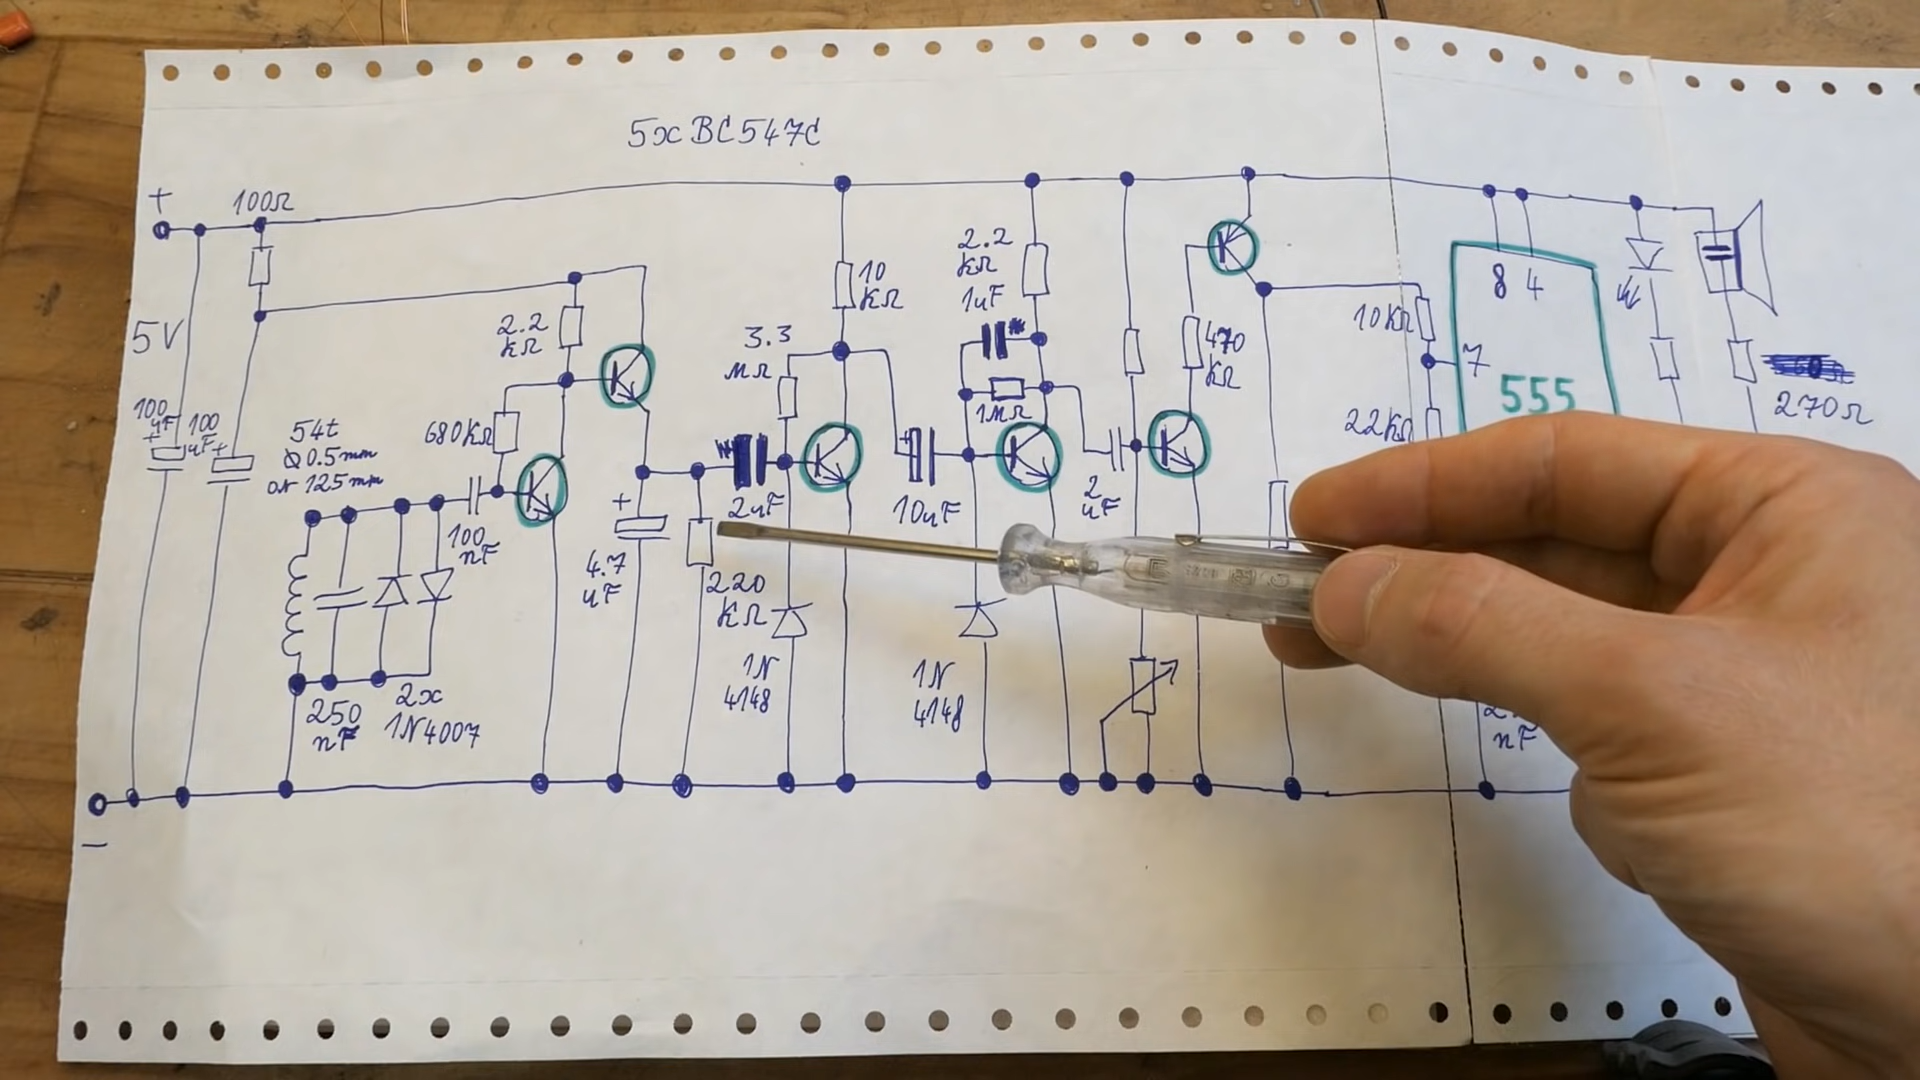 5x BC547C
+
100Ω
5V
100
µF
+
100
uF
+
54t
Ø 0.5mm
or 125mm
680KΩ
2.2
kΩ
100
nF
250
nF
2x
1N4007
+
4.7
uF
220
KΩ
2uF
3.3
MΩ
10
KΩ
1N
4148
10uF
+
2.2
KΩ
1uF
1MΩ
1N
4148
2
uF
470
KΩ
10KΩ
22KΩ
7
8 4
555
270Ω
nF
−